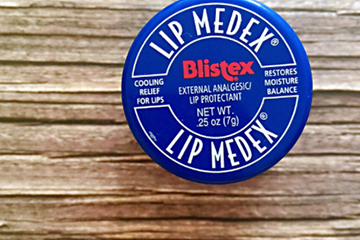 LIP MEDEX®
Blistex
COOLING
RELIEF
FOR LIPS
EXTERNAL ANALGESIC/
LIP PROTECTANT
RESTORES
MOISTURE
BALANCE
NET WT.
.25 oz (7g)
LIP MEDEX®